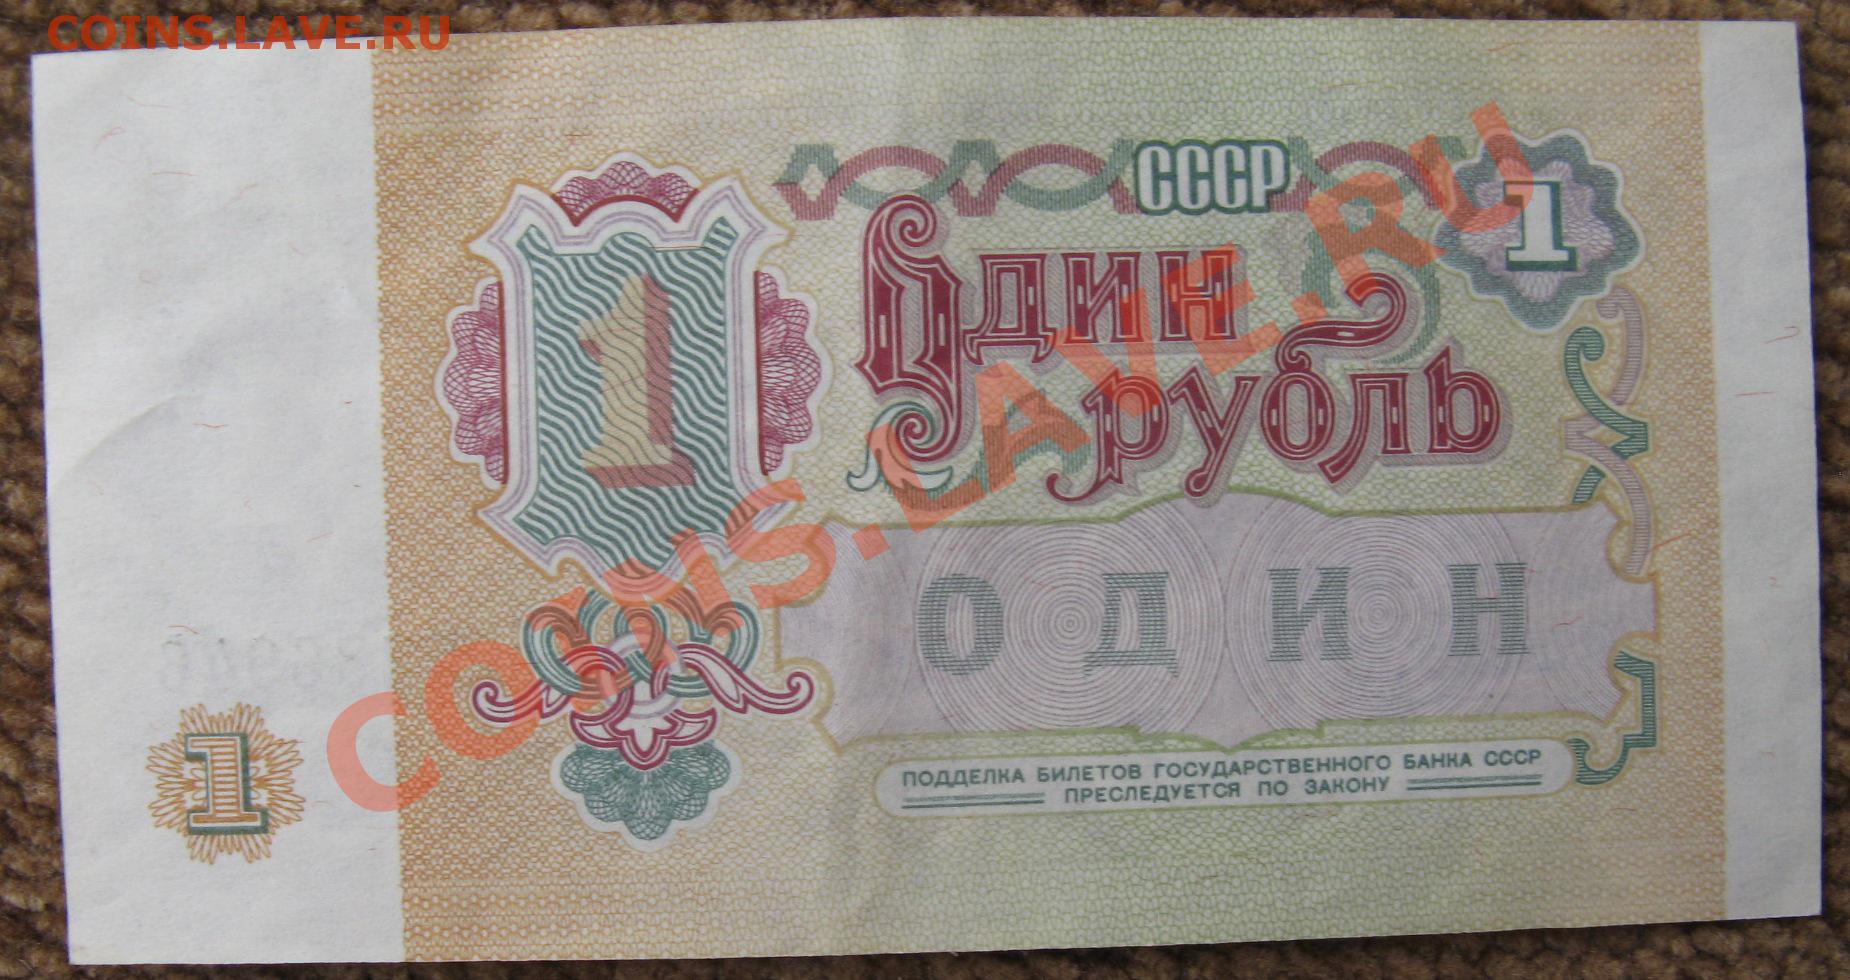 COINS.LAVE.RU
СССР
1
Один
рубль
1
ОДИН
ПОДДЕЛКА БИЛЕТОВ ГОСУДАРСТВЕННОГО БАНКА СССР
ПРЕСЛЕДУЕТСЯ ПО ЗАКОНУ
1
COINS.LAVE.RU